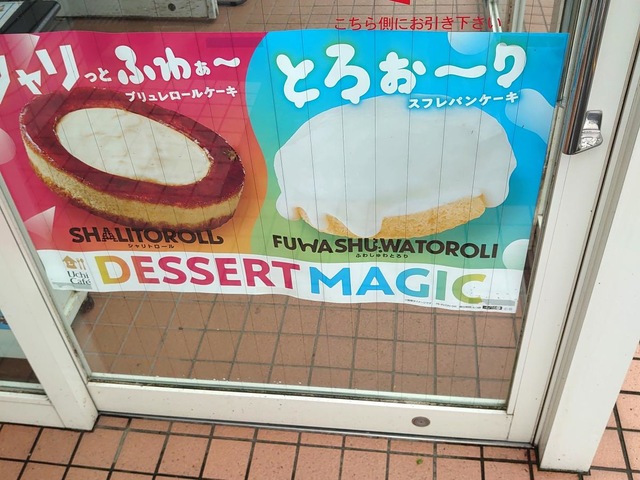 こちら側にお引き下さい
シャリっとふわぁ〜
ブリュレロールケーキ
とろぉ〜り
スフレパンケーキ
SHALITOROLL
シャリトロール
FUWASHUWATOROLI
ふわしゅわとろり
Uchi
Café
DESSERT MAGIC